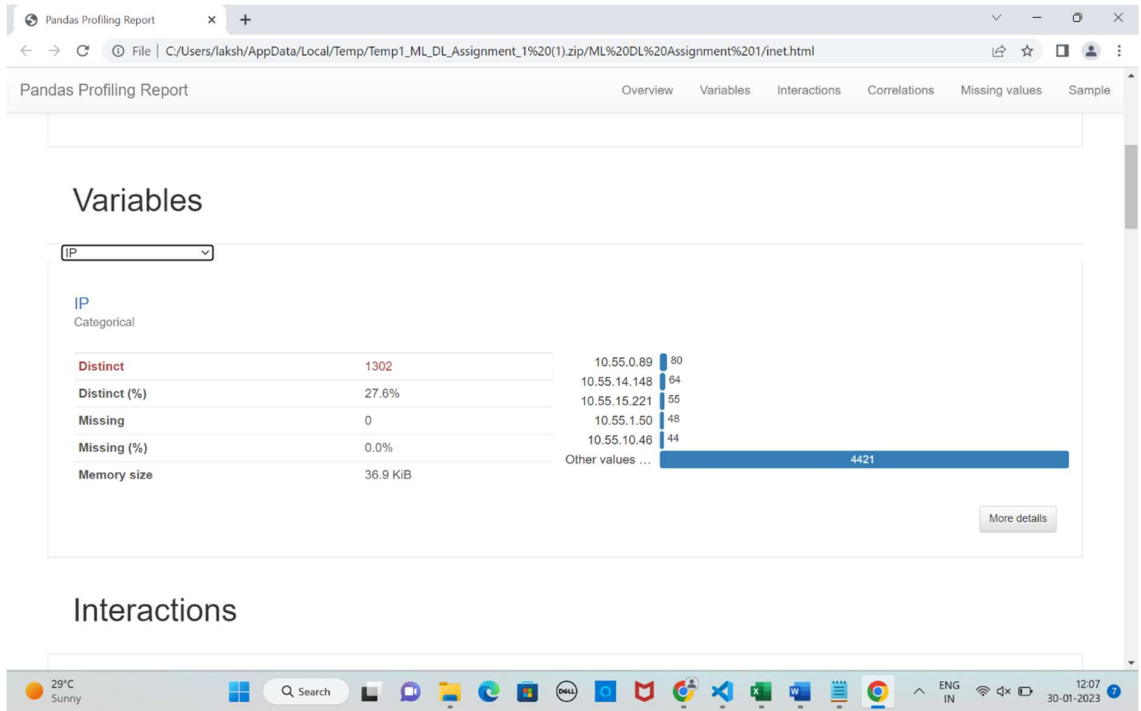 Pandas Profiling Report
File | C:/Users/laksh/AppData/Local/Temp/Temp1_ML_DL_Assignment_1%20(1).zip/ML%20DL%20Assignment%201/inet.html
Pandas Profiling Report Overview Variables Interactions Correlations Missing values Sample
Variables
IP
IP
Categorical
Distinct 1302
Distinct (%) 27.6%
Missing 0
Missing (%) 0.0%
Memory size 36.9 KiB
10.55.0.89 80
10.55.14.148 64
10.55.15.221 55
10.55.1.50 48
10.55.10.46 44
Other values ... 4421
More details
Interactions
29°C
Sunny
Search
DELL
ENG
IN
12:07
30-01-2023
7